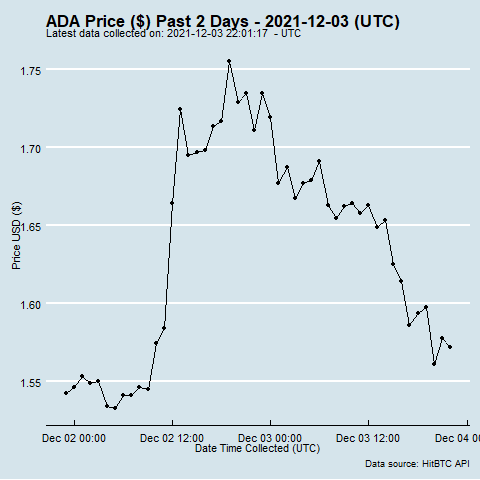 ADA Price ($) Past 2 Days - 2021-12-03 (UTC)
Latest data collected on: 2021-12-03 22:01:17 - UTC
1.75
1.70
1.65
1.60
1.55
Price USD ($)
Dec 02 00:00 Dec 02 12:00 Dec 03 00:00 Dec 03 12:00 Dec 04 0
Date Time Collected (UTC)
Data source: HitBTC API